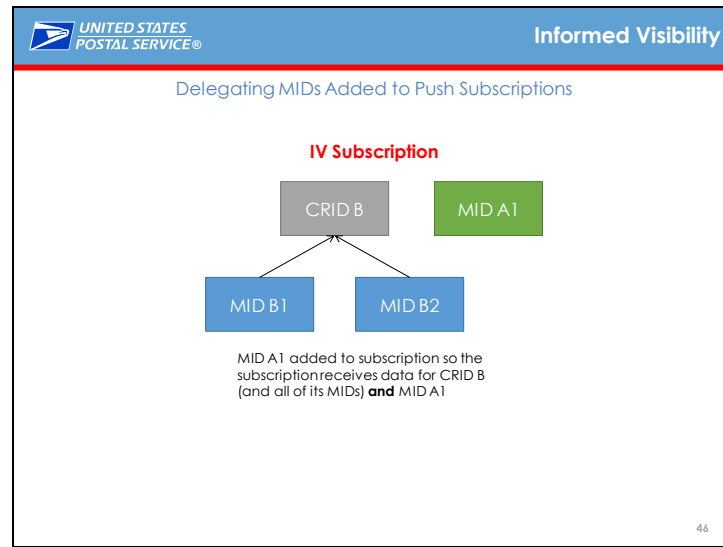 UNITED STATES
POSTAL SERVICE®
Informed Visibility
Delegating MIDs Added to Push Subscriptions
IV Subscription
CRID B
MID A1
MID B1
MID B2
MID A1 added to subscription so the
subscription receives data for CRID B
(and all of its MIDs) and MID A1
46